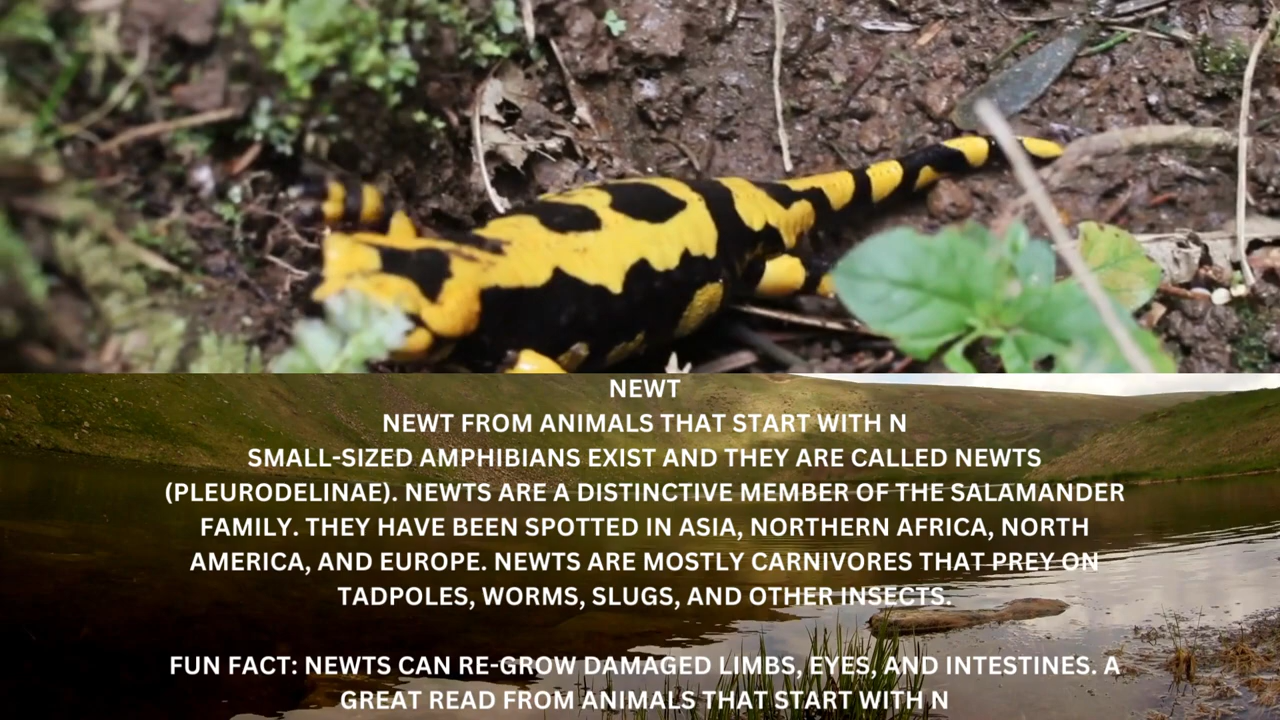 NEWT
NEWT FROM ANIMALS THAT START WITH N
SMALL-SIZED AMPHIBIANS EXIST AND THEY ARE CALLED NEWTS
(PLEURODELINAE). NEWTS ARE A DISTINCTIVE MEMBER OF THE SALAMANDER
FAMILY. THEY HAVE BEEN SPOTTED IN ASIA, NORTHERN AFRICA, NORTH
AMERICA, AND EUROPE. NEWTS ARE MOSTLY CARNIVORES THAT PREY ON
TADPOLES, WORMS, SLUGS, AND OTHER INSECTS.
FUN FACT: NEWTS CAN RE-GROW DAMAGED LIMBS, EYES, AND INTESTINES. A
GREAT READ FROM ANIMALS THAT START WITH N